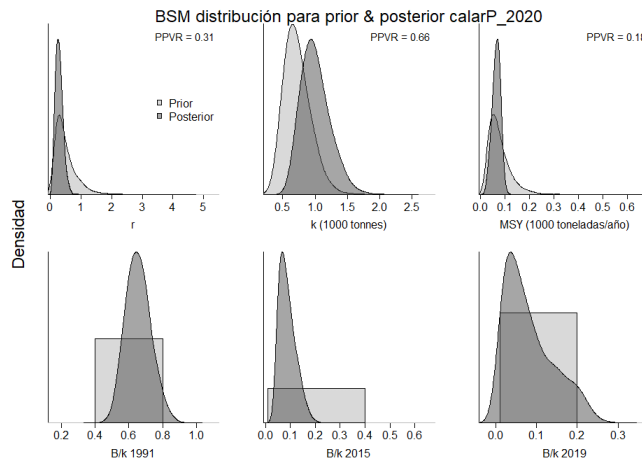 BSM distribución para prior & posterior calarP_2020
PPVR = 0.31
PPVR = 0.66
PPVR = 0.18
Prior
Posterior
0 1 2 3 4 5
0.5 1.0 1.5 2.0 2.5
0.0 0.1 0.2 0.3 0.4 0.5 0.6
r
k (1000 tonnes)
MSY (1000 toneladas/año)
Densidad
0.2 0.4 0.6 0.8 1.0
0.0 0.1 0.2 0.3 0.4 0.5 0.6
0.0 0.1 0.2 0.3
B/k 1991
B/k 2015
B/k 2019